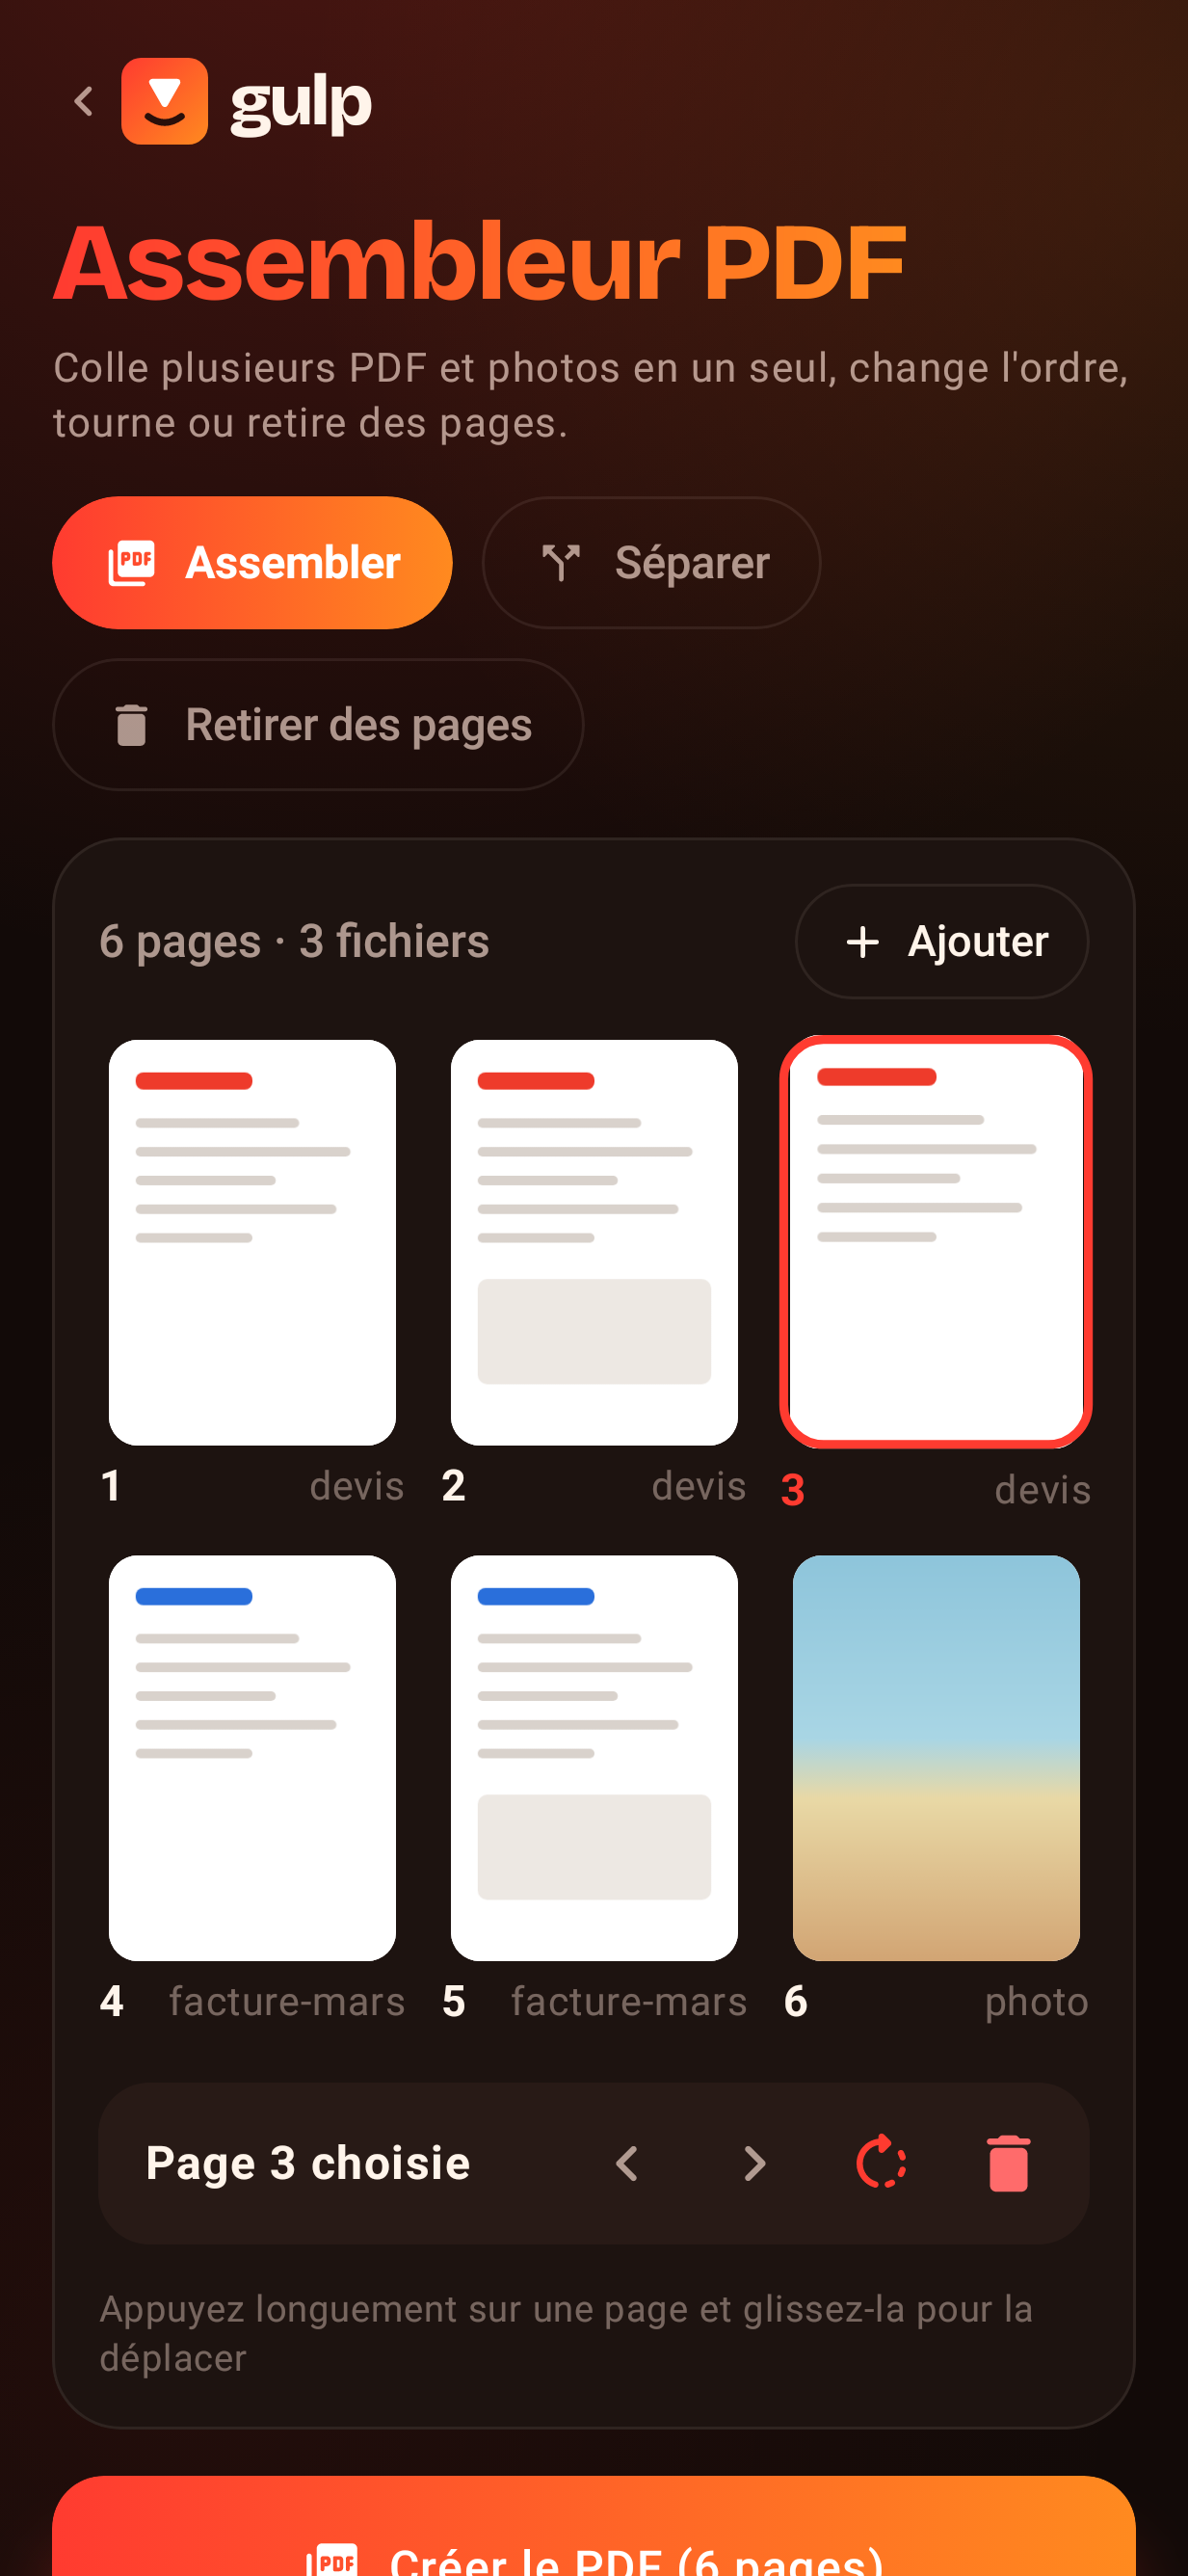 gulp
Assembleur PDF
Colle plusieurs PDF et photos en un seul, change l'ordre,
tourne ou retire des pages.
PDF Assembler
Séparer
Retirer des pages
6 pages · 3 fichiers
+ Ajouter
1 devis
2 devis
3 devis
4 facture-mars
5 facture-mars
6 photo
Page 3 choisie
Appuyez longuement sur une page et glissez-la pour la
déplacer
PDF Créer le PDF (6 pages)